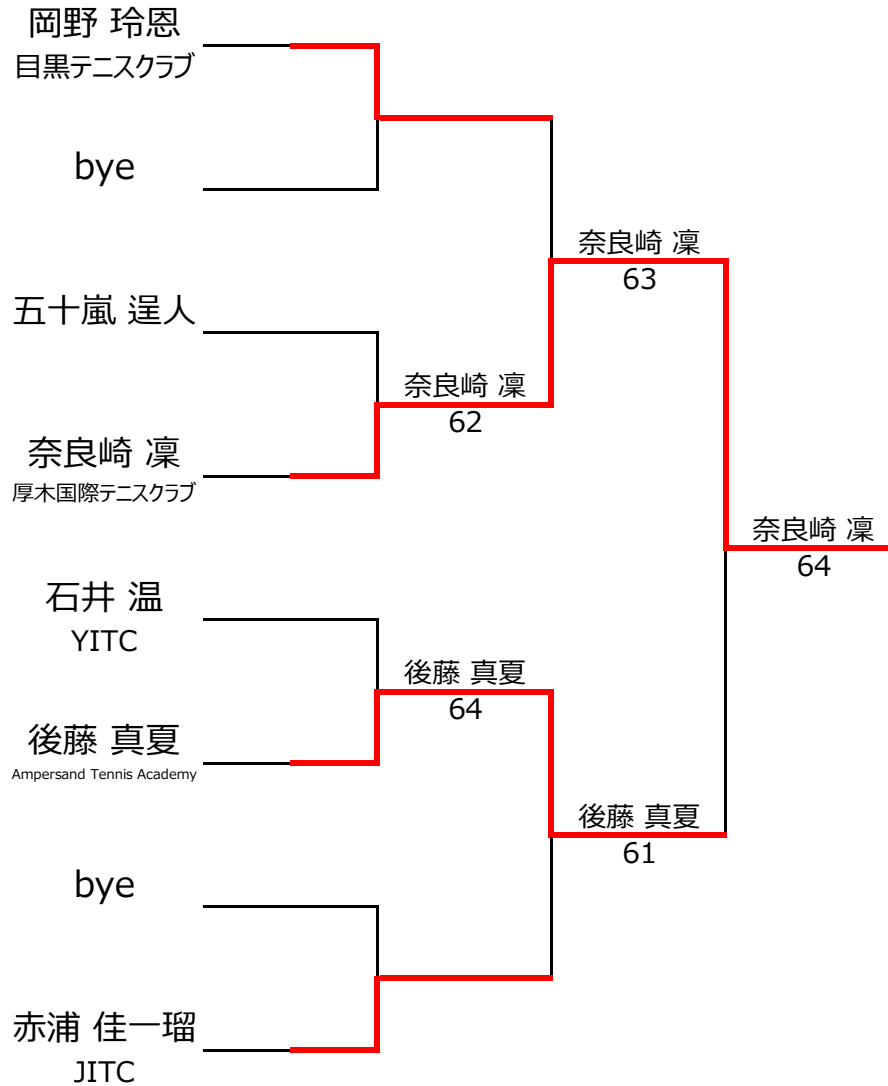 岡野 玲恩
目黒テニスクラブ
bye
奈良崎 凜
63
五十嵐 逞人
奈良崎 凜
62
奈良崎 凜
厚木国際テニスクラブ
奈良崎 凜
64
石井 温
YITC
後藤 真夏
64
後藤 真夏
Ampersand Tennis Academy
後藤 真夏
61
bye
赤浦 佳一瑠
JITC